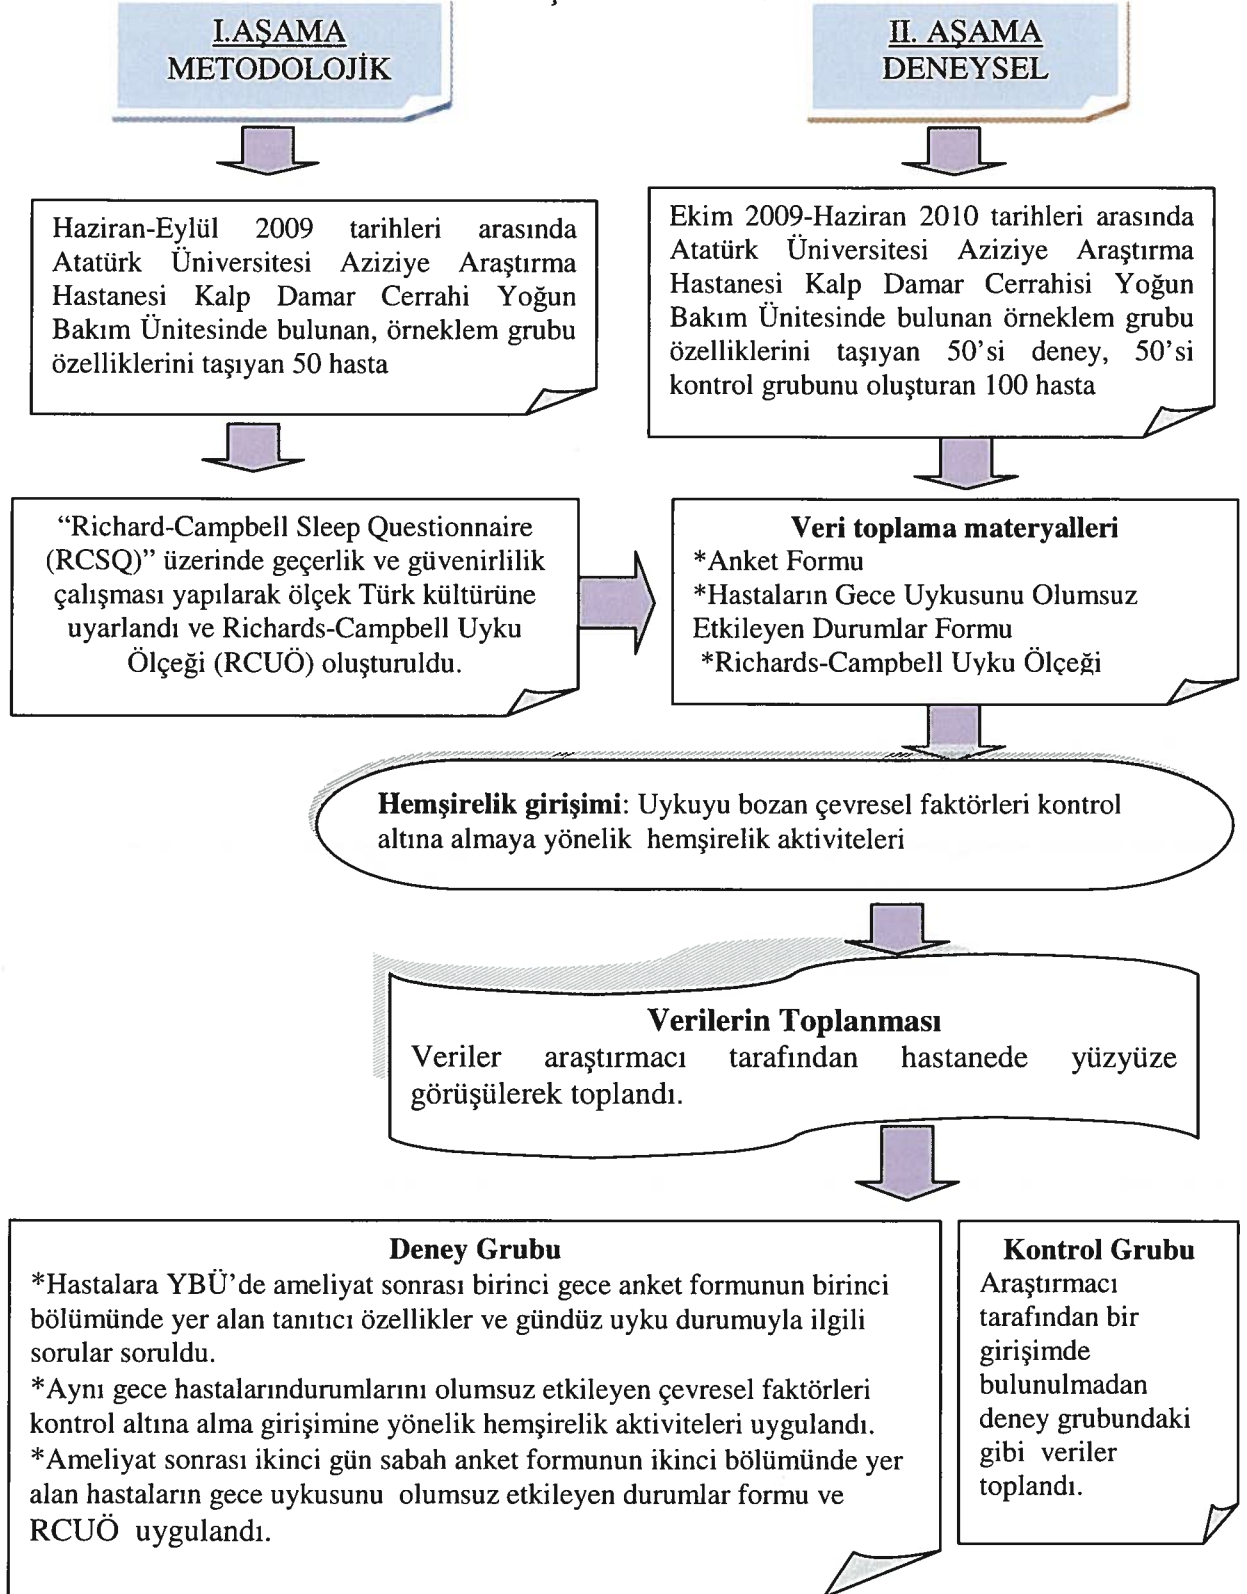 I.AŞAMA
METODOLOJİK
II. AŞAMA
DENEYSEL
Haziran-Eylül 2009 tarihleri arasında
Atatürk Üniversitesi Aziziye Araştırma
Hastanesi Kalp Damar Cerrahi Yoğun
Bakım Ünitesinde bulunan, örneklem grubu
özelliklerini taşıyan 50 hasta
Ekim 2009-Haziran 2010 tarihleri arasında
Atatürk Üniversitesi Aziziye Araştırma
Hastanesi Kalp Damar Cerrahisi Yoğun
Bakım Ünitesinde bulunan örneklem grubu
özelliklerini taşıyan 50’si deney, 50’si
kontrol grubunu oluşturan 100 hasta
“Richard-Campbell Sleep Questionnaire
(RCSQ)” üzerinde geçerlik ve güvenirlilik
çalışması yapılarak ölçek Türk kültürüne
uyarlandı ve Richards-Campbell Uyku
Ölçeği (RCUÖ) oluşturuldu.
Veri toplama materyalleri
*Anket Formu
*Hastaların Gece Uykusunu Olumsuz
Etkileyen Durumlar Formu
*Richards-Campbell Uyku Ölçeği
Hemşirelik girişimi: Uykuyu bozan çevresel faktörleri kontrol
altına almaya yönelik hemşirelik aktiviteleri
Verilerin Toplanması
Veriler araştırmacı tarafından hastanede yüzyüze
görüşülerek toplandı.
Deney Grubu
*Hastalara YBÜ’de ameliyat sonrası birinci gece anket formunun birinci
bölümünde yer alan tanıtıcı özellikler ve gündüz uyku durumuyla ilgili
sorular soruldu.
*Aynı gece hastalarındurumlarını olumsuz etkileyen çevresel faktörleri
kontrol altına alma girişimine yönelik hemşirelik aktiviteleri uygulandı.
*Ameliyat sonrası ikinci gün sabah anket formunun ikinci bölümünde yer
alan hastaların gece uykusunu olumsuz etkileyen durumlar formu ve
RCUÖ uygulandı.
Kontrol Grubu
Araştırmacı
tarafından bir
girişimde
bulunulmadan
deney grubundaki
gibi veriler
toplandı.